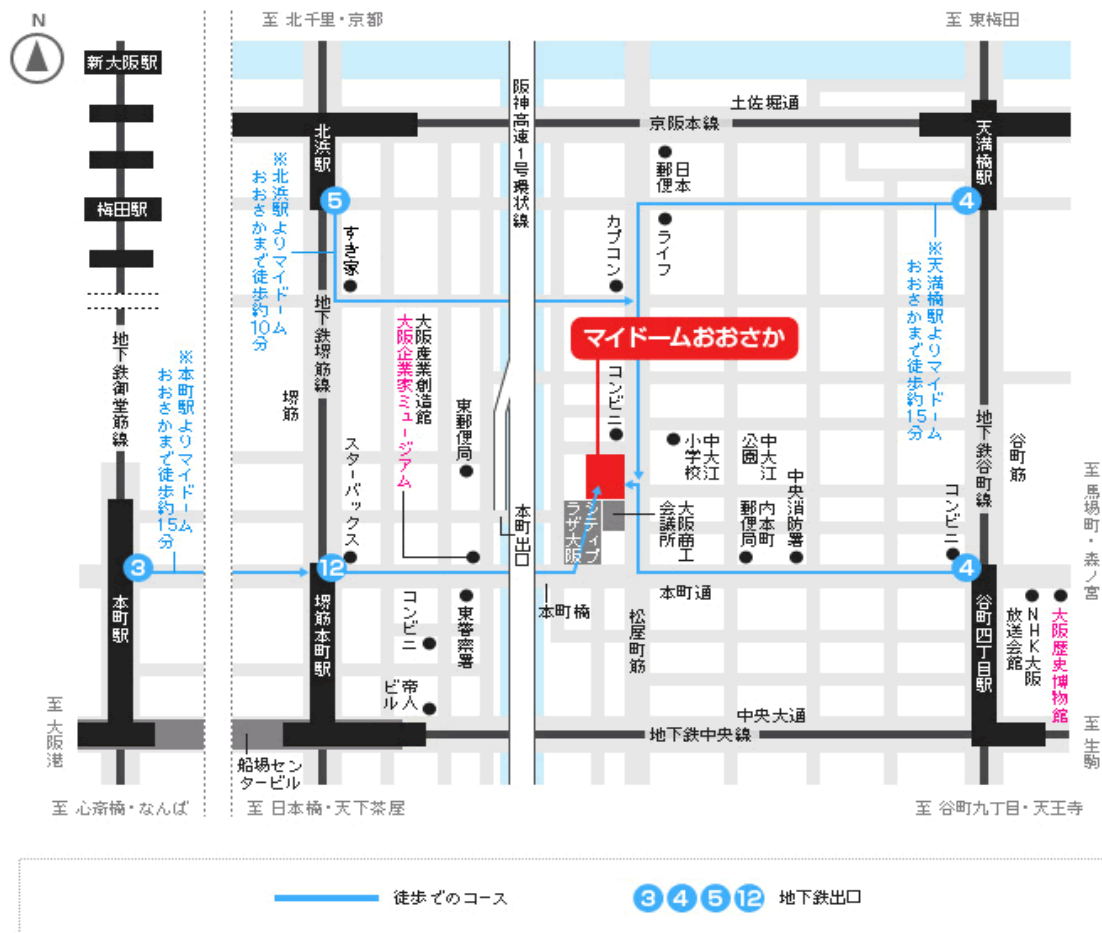 N
至 北千里・京都
至 東梅田
新大阪駅
梅田駅
地下鉄御堂筋線
本町駅
3
※本町駅よりマイドーム
おおさかまで徒歩約15分
至 大阪港
至 心斎橋・なんば
北浜駅
5
※北浜駅よりマイドーム
おおさかまで徒歩約10分
すき家
地下鉄堺筋線
堺筋
大阪産業創造館
大阪企業家ミュージアム
東郵便局
スターバックス
12
堺筋本町駅
コンビニ
東警察署
帝人
ビル
船場セン
タービル
至 日本橋・天下茶屋
阪神高速1号環状線
本町出口
本町橋
土佐堀通
京阪本線
日本
郵便
カプコン
ライフ
マイドームおおさか
コンビニ
中大江
小学校
中大江
公園
シティプ
ラザ大阪
大阪商工
会議所
内本町
郵便局
中央消防署
本町通
松屋町筋
中央大通
地下鉄中央線
天満橋駅
4
※天満橋駅よりマイドーム
おおさかまで徒歩約15分
地下鉄谷町線
谷町筋
コンビニ
4
谷町四丁目駅
NHK大阪
放送会館
大阪歴史博物館
至 馬場町・森ノ宮
至 生駒
至 谷町九丁目・天王寺
徒歩でのコース
3 4 5 12 地下鉄出口